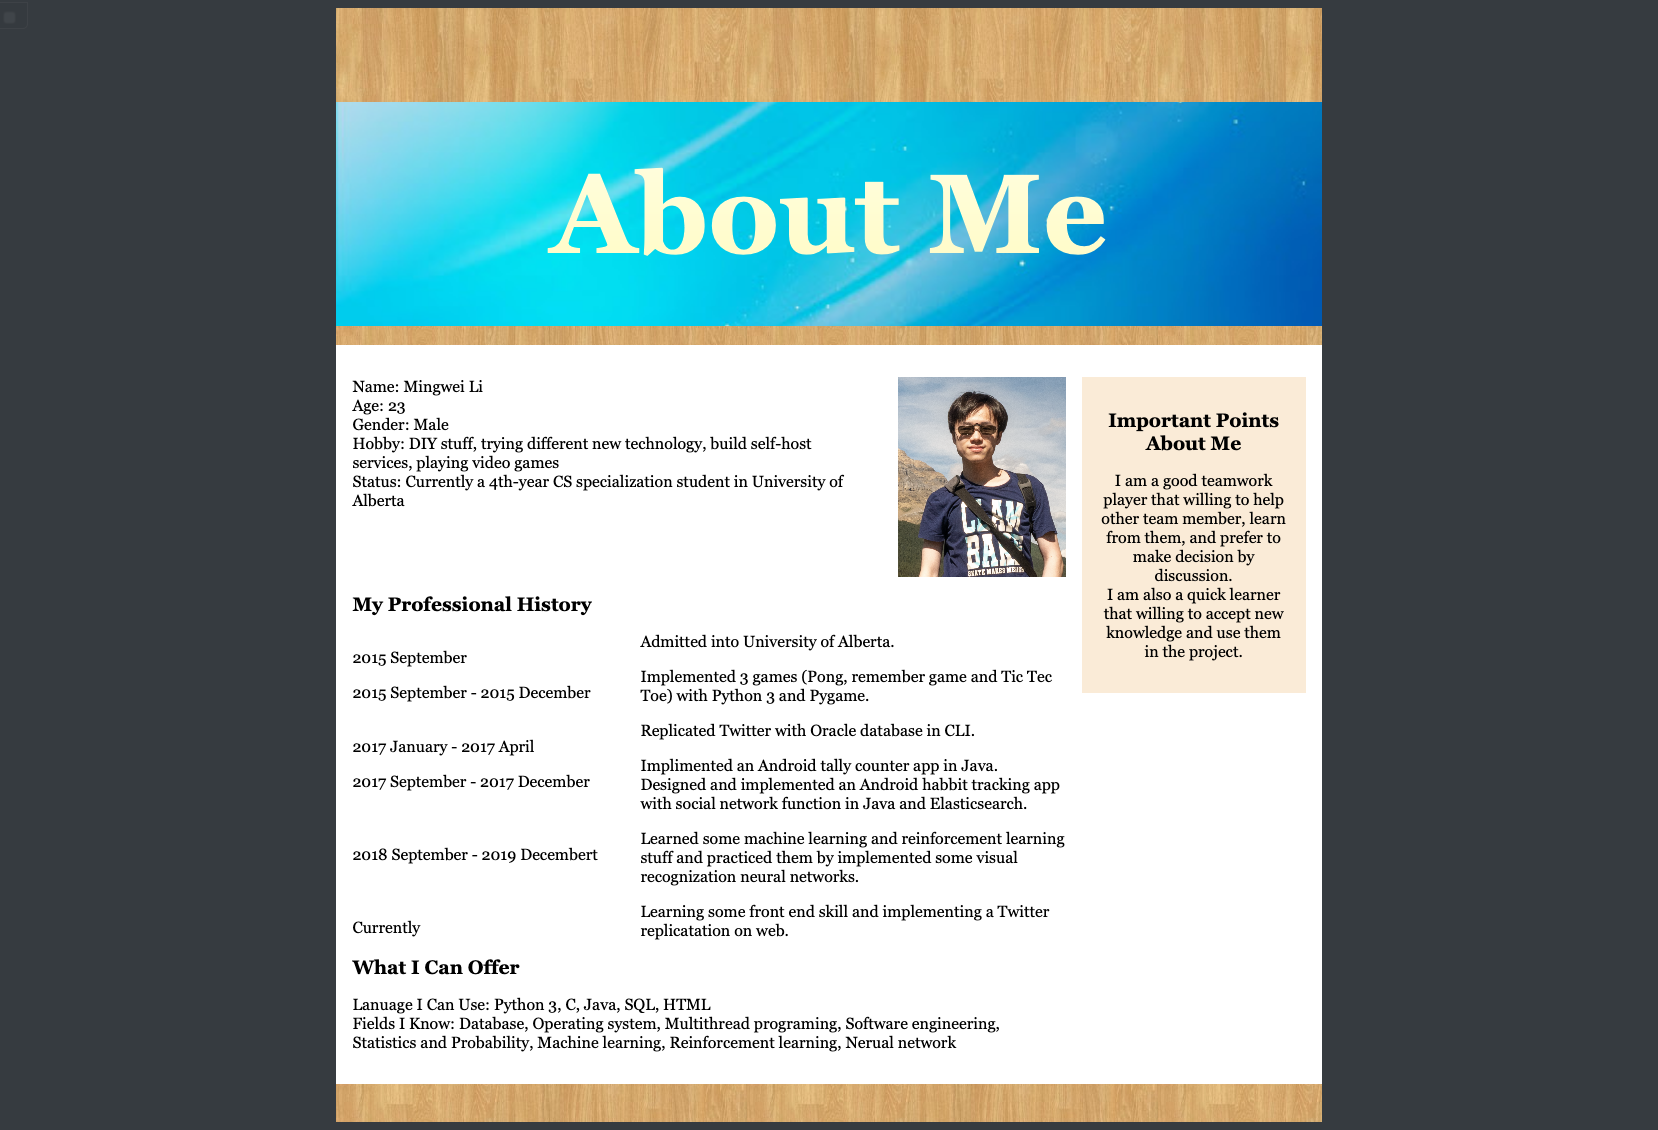 About Me
Name: Mingwei Li
Age: 23
Gender: Male
Hobby: DIY stuff, trying different new technology, build self-host
services, playing video games
Status: Currently a 4th-year CS specialization student in University of
Alberta
Important Points
About Me
I am a good teamwork
player that willing to help
other team member, learn
from them, and prefer to
make decision by
discussion.
I am also a quick learner
that willing to accept new
knowledge and use them
in the project.
My Professional History
2015 September
Admitted into University of Alberta.
2015 September - 2015 December
Implemented 3 games (Pong, remember game and Tic Tec
Toe) with Python 3 and Pygame.
2017 January - 2017 April
Replicated Twitter with Oracle database in CLI.
2017 September - 2017 December
Implimented an Android tally counter app in Java.
Designed and implemented an Android habbit tracking app
with social network function in Java and Elasticsearch.
2018 September - 2019 Decembert
Learned some machine learning and reinforcement learning
stuff and practiced them by implemented some visual
recognization neural networks.
Currently
Learning some front end skill and implementing a Twitter
replicatation on web.
What I Can Offer
Lanuage I Can Use: Python 3, C, Java, SQL, HTML
Fields I Know: Database, Operating system, Multithread programing, Software engineering,
Statistics and Probability, Machine learning, Reinforcement learning, Nerual network